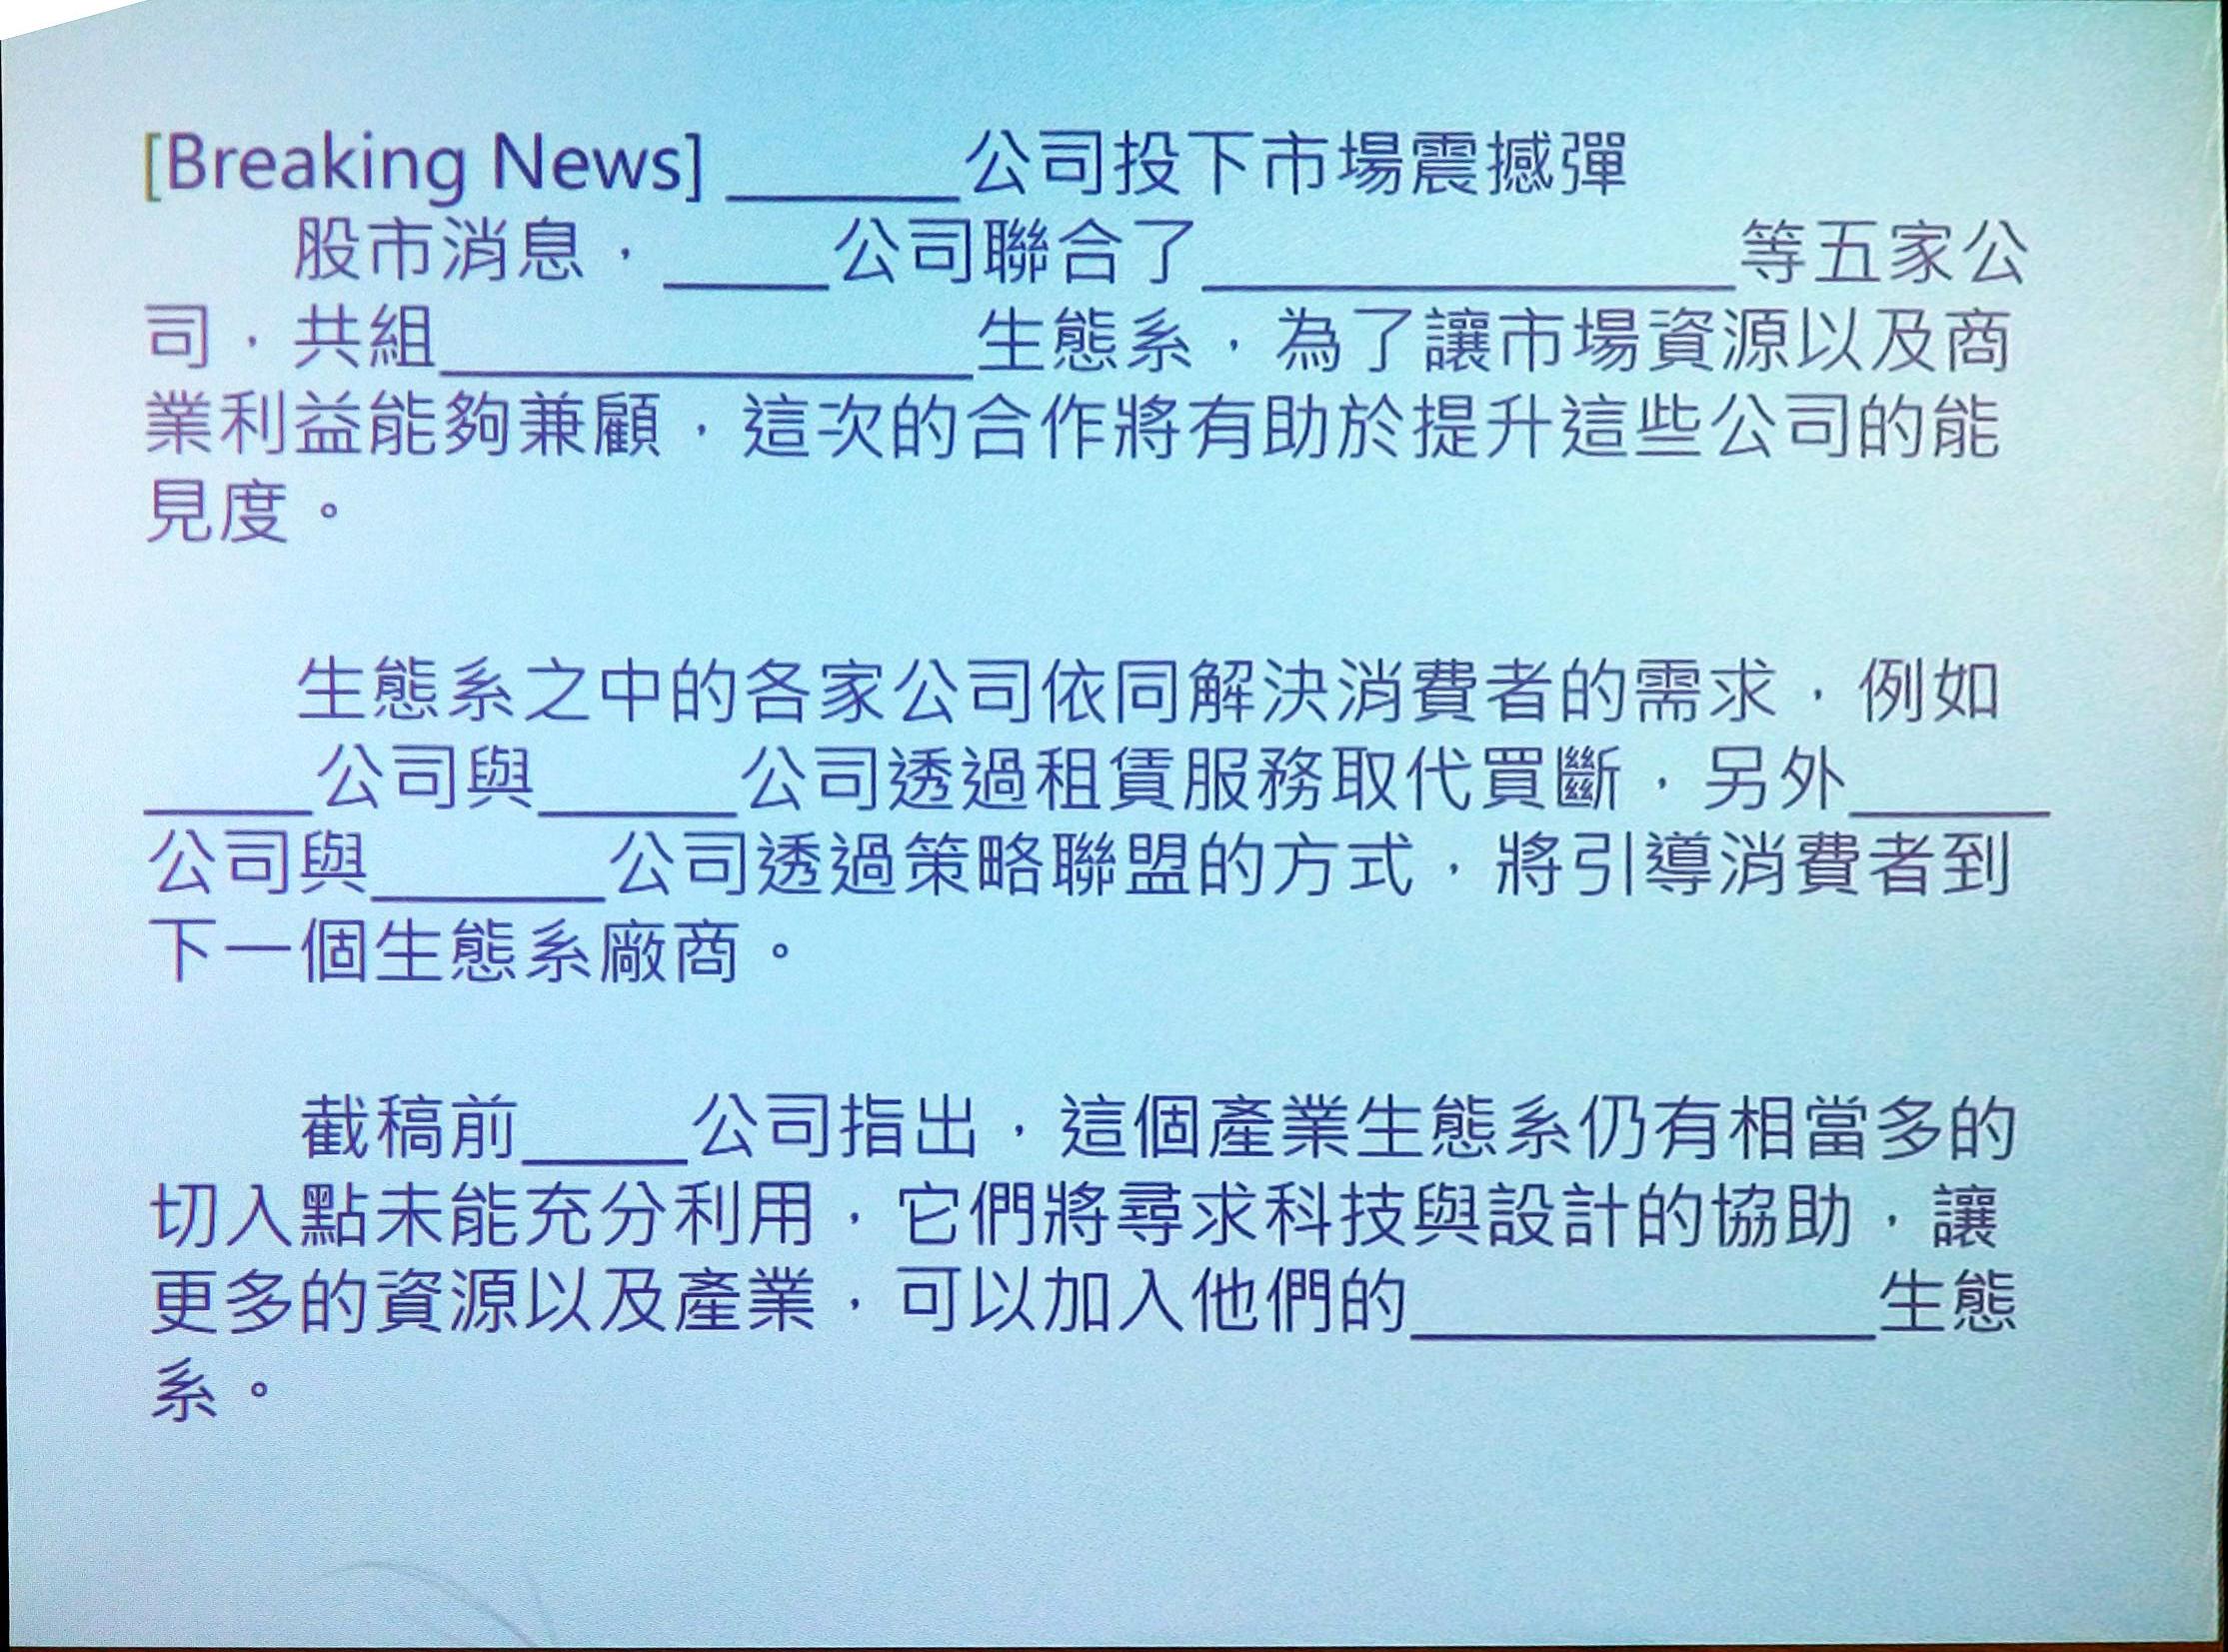 [Breaking News] ______公司投下市場震撼彈
股市消息，____公司聯合了_____________等五家公
司，共組_____________生態系，為了讓市場資源以及商
業利益能夠兼顧，這次的合作將有助於提升這些公司的能
見度。
生態系之中的各家公司依同解決消費者的需求，例如
____公司與_____公司透過租賃服務取代買斷，另外_____
公司與______公司透過策略聯盟的方式，將引導消費者到
下一個生態系廠商。
截稿前____公司指出，這個產業生態系仍有相當多的
切入點未能充分利用，它們將尋求科技與設計的協助，讓
更多的資源以及產業，可以加入他們的____________生態
系。